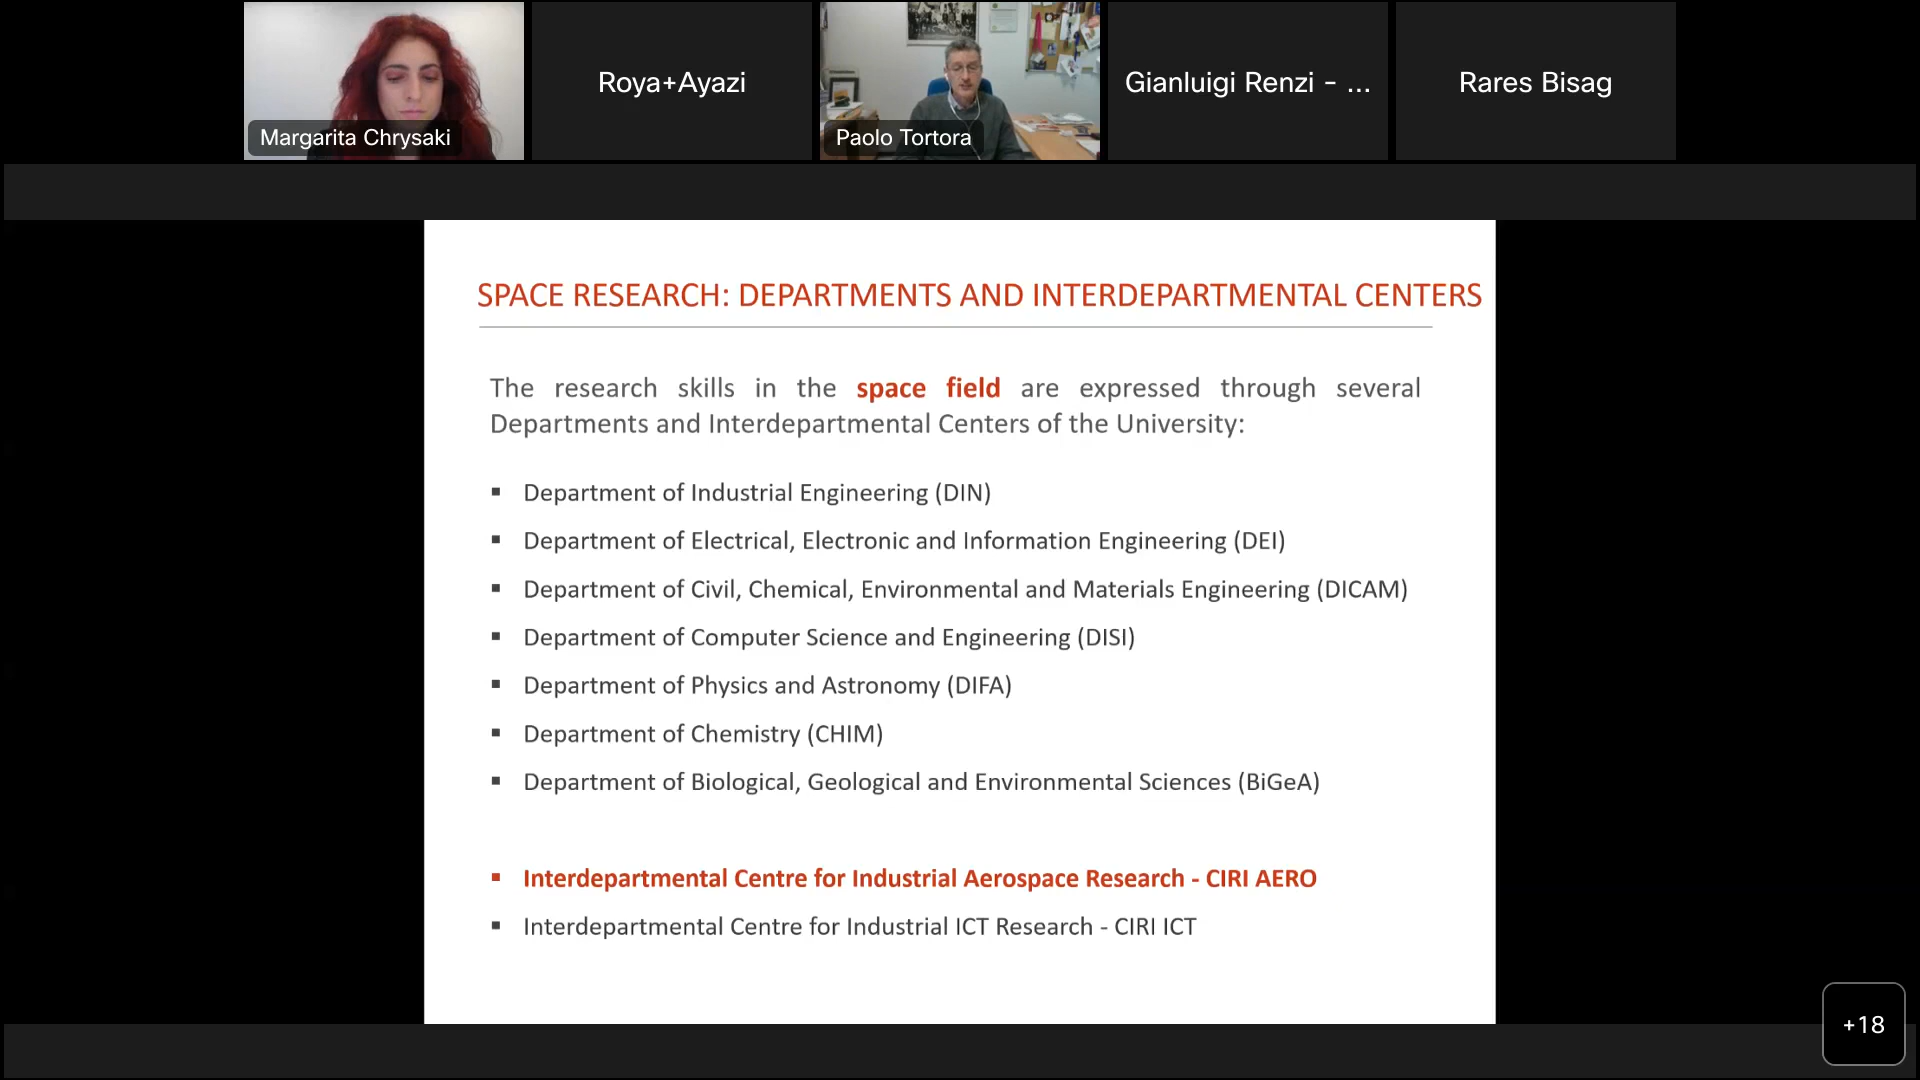 Margarita Chrysaki
Roya+Ayazi
Paolo Tortora
Gianluigi Renzi - ...
Rares Bisag
SPACE RESEARCH: DEPARTMENTS AND INTERDEPARTMENTAL CENTERS
The research skills in the space field are expressed through several
Departments and Interdepartmental Centers of the University:
▪ Department of Industrial Engineering (DIN)
▪ Department of Electrical, Electronic and Information Engineering (DEI)
▪ Department of Civil, Chemical, Environmental and Materials Engineering (DICAM)
▪ Department of Computer Science and Engineering (DISI)
▪ Department of Physics and Astronomy (DIFA)
▪ Department of Chemistry (CHIM)
▪ Department of Biological, Geological and Environmental Sciences (BiGeA)
▪ Interdepartmental Centre for Industrial Aerospace Research - CIRI AERO
▪ Interdepartmental Centre for Industrial ICT Research - CIRI ICT
+18